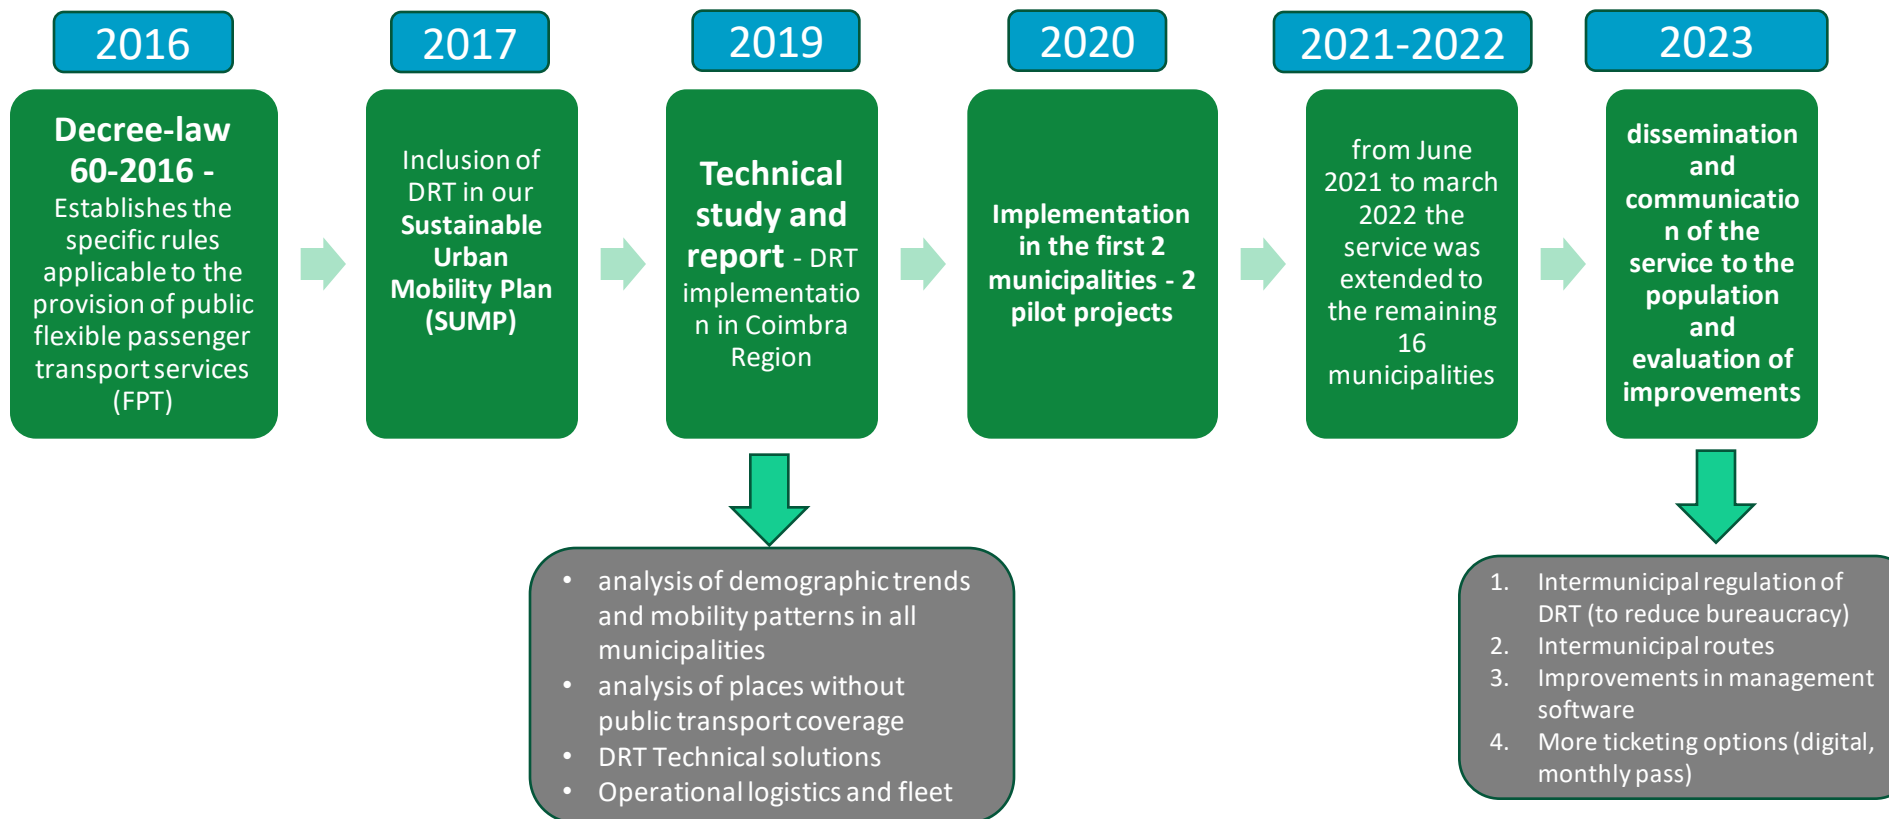 2016
2017
2019
2020
2021-2022
2023
Decree-law
60-2016 -
Establishes the
specific rules
applicable to the
provision of public
flexible passenger
transport services
(FPT)
Inclusion of
DRT in our
Sustainable
Urban
Mobility Plan
(SUMP)
Technical
study and
report - DRT
implementatio
n in Coimbra
Region
Implementation
in the first 2
municipalities - 2
pilot projects
from June
2021 to march
2022 the
service was
extended to
the remaining
16
municipalities
dissemination
and
communicatio
n of the
service to the
population
and
evaluation of
improvements
• analysis of demographic trends
and mobility patterns in all
municipalities
• analysis of places without
public transport coverage
• DRT Technical solutions
• Operational logistics and fleet
1. Intermunicipal regulation of
DRT (to reduce bureaucracy)
2. Intermunicipal routes
3. Improvements in management
software
4. More ticketing options (digital,
monthly pass)